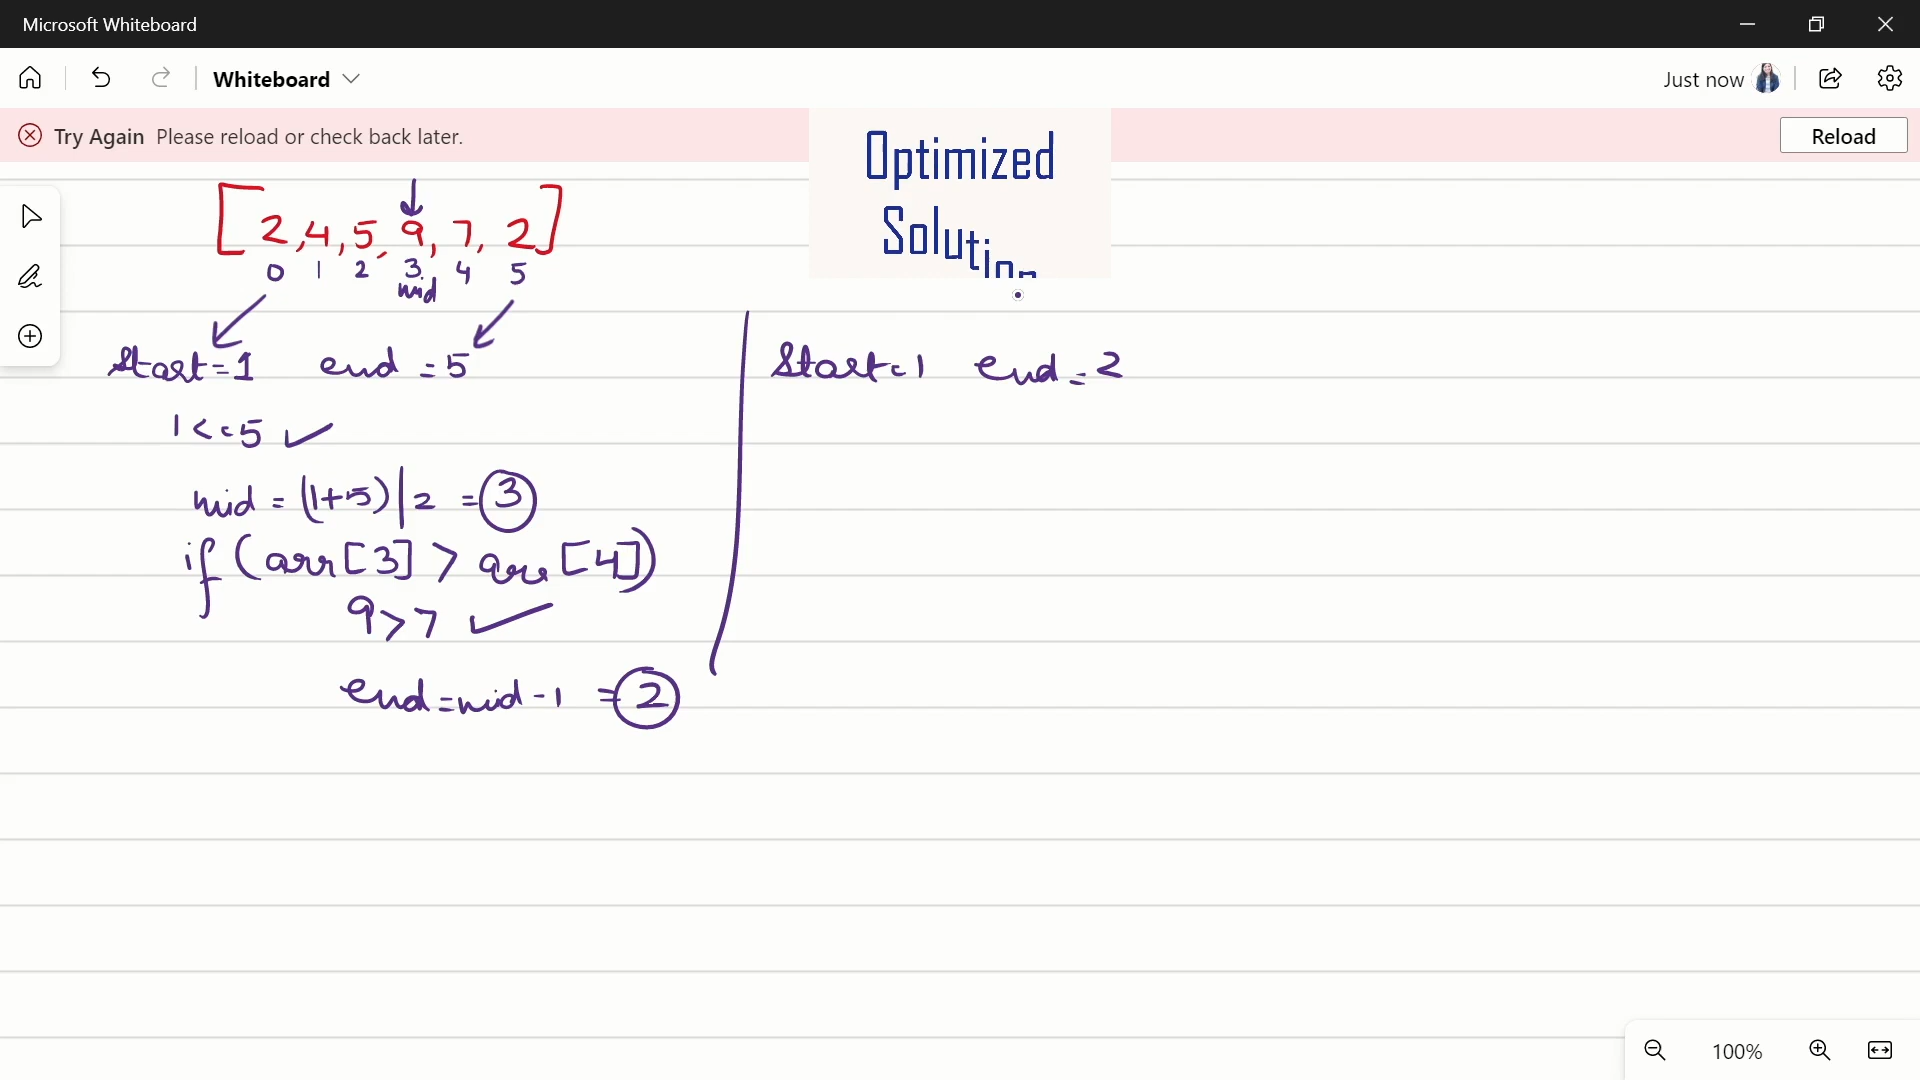 Microsoft Whiteboard
Whiteboard
Just now
Try Again Please reload or check back later.
Reload
Optimized
Solution
[2,4,5,9,7,2]
0 1 2 3 4 5
mid
Start=1 end=5
1<=5 ✓
mid = (1+5)|2 = 3
if (arr[3] > arr[4])
9>7 ✓
end=mid-1 = 2
Start=1 end=2
100%